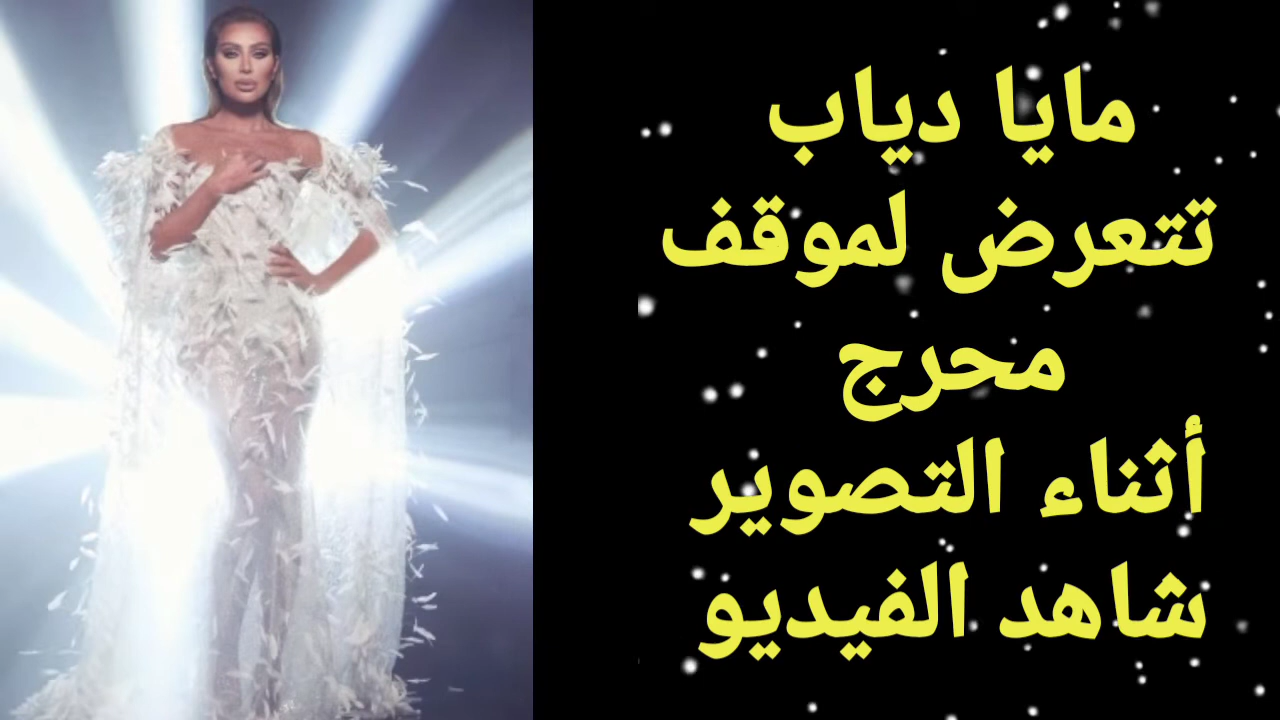 مايا دياب
تتعرض لموقف
محرج
أثناء التصوير
شاهد الفيديو